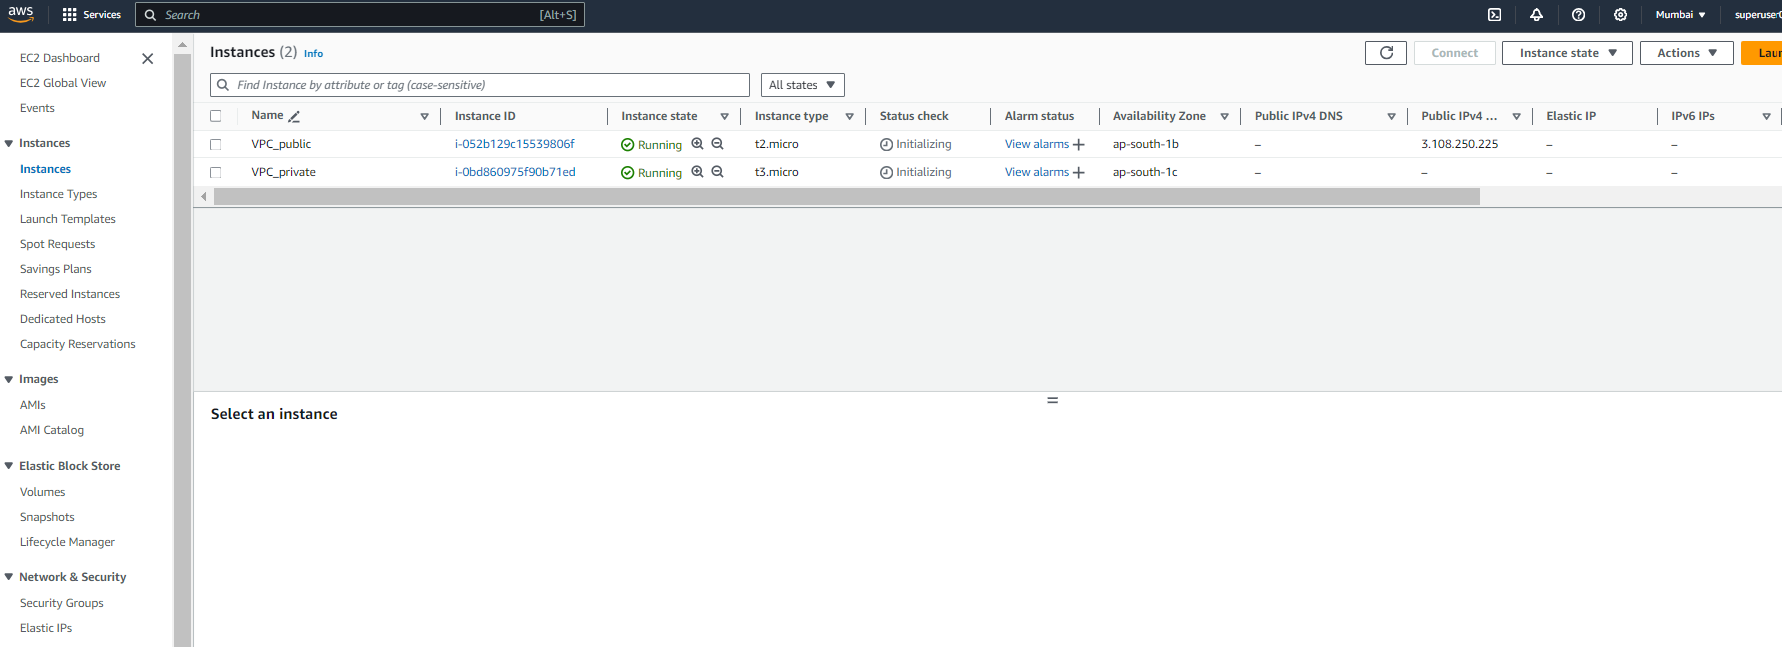 aws Services Search [Alt+S] Mumbai superuser
EC2 Dashboard
EC2 Global View
Events
Instances
Instances
Instance Types
Launch Templates
Spot Requests
Savings Plans
Reserved Instances
Dedicated Hosts
Capacity Reservations
Images
AMIs
AMI Catalog
Elastic Block Store
Volumes
Snapshots
Lifecycle Manager
Network & Security
Security Groups
Elastic IPs
Instances (2) Info Connect Instance state Actions Lau
Find Instance by attribute or tag (case-sensitive) All states
Name Instance ID Instance state Instance type Status check Alarm status Availability Zone Public IPv4 DNS Public IPv4 ... Elastic IP IPv6 IPs
VPC_public i-052b129c15539806f Running t2.micro Initializing View alarms + ap-south-1b – 3.108.250.225 – –
VPC_private i-0bd860975f90b71ed Running t3.micro Initializing View alarms + ap-south-1c – – – –
Select an instance